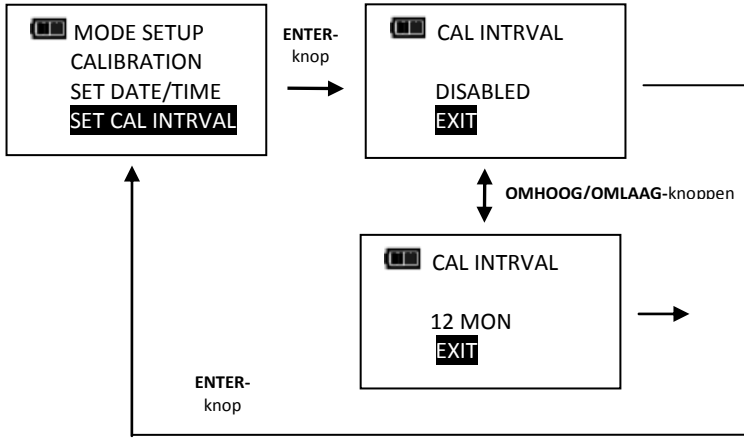 MODE SETUP
CALIBRATION
SET DATE/TIME
SET CAL INTRVAL
ENTER-
knop
CAL INTRVAL
DISABLED
EXIT
OMHOOG/OMLAAG-knoppen
CAL INTRVAL
12 MON
EXIT
ENTER-
knop